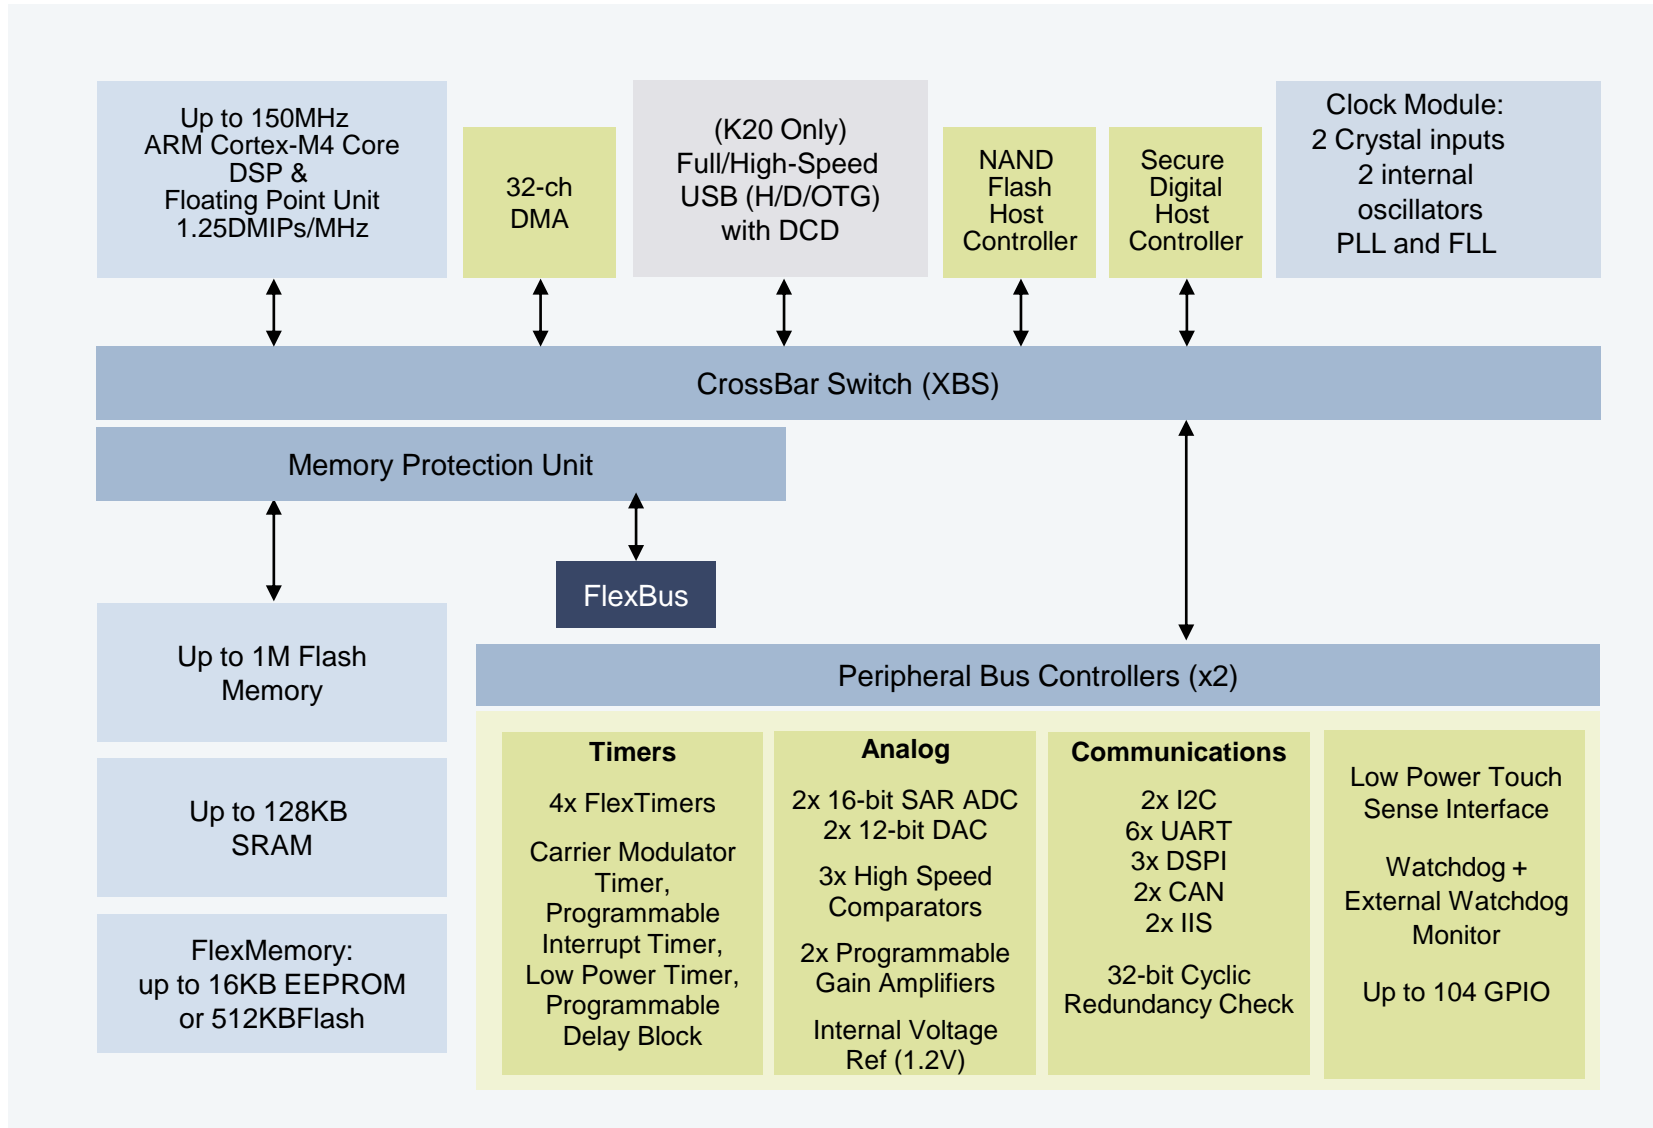 Up to 150MHz
ARM Cortex-M4 Core
DSP &
Floating Point Unit
1.25DMIPs/MHz
32-ch
DMA
(K20 Only)
Full/High-Speed
USB (H/D/OTG)
with DCD
NAND
Flash
Host
Controller
Secure
Digital
Host
Controller
Clock Module:
2 Crystal inputs
2 internal
oscillators
PLL and FLL
CrossBar Switch (XBS)
Memory Protection Unit
FlexBus
Up to 1M Flash
Memory
Up to 128KB
SRAM
FlexMemory:
up to 16KB EEPROM
or 512KBFlash
Peripheral Bus Controllers (x2)
Timers
4x FlexTimers
Carrier Modulator
Timer,
Programmable
Interrupt Timer,
Low Power Timer,
Programmable
Delay Block
Analog
2x 16-bit SAR ADC
2x 12-bit DAC
3x High Speed
Comparators
2x Programmable
Gain Amplifiers
Internal Voltage
Ref (1.2V)
Communications
2x I2C
6x UART
3x DSPI
2x CAN
2x IIS
32-bit Cyclic
Redundancy Check
Low Power Touch
Sense Interface
Watchdog +
External Watchdog
Monitor
Up to 104 GPIO